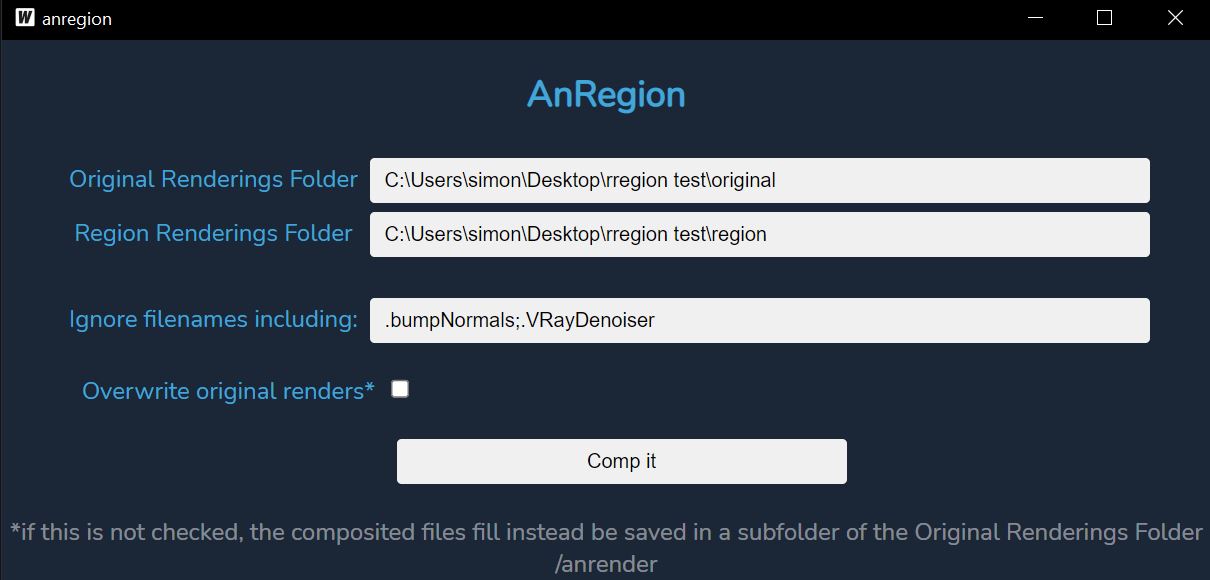 W anregion
AnRegion
Original Renderings Folder C:\Users\simon\Desktop\rregion test\original
Region Renderings Folder C:\Users\simon\Desktop\rregion test\region
Ignore filenames including: .bumpNormals;.VRayDenoiser
Overwrite original renders*
Comp it
*if this is not checked, the composited files fill instead be saved in a subfolder of the Original Renderings Folder
/anrender